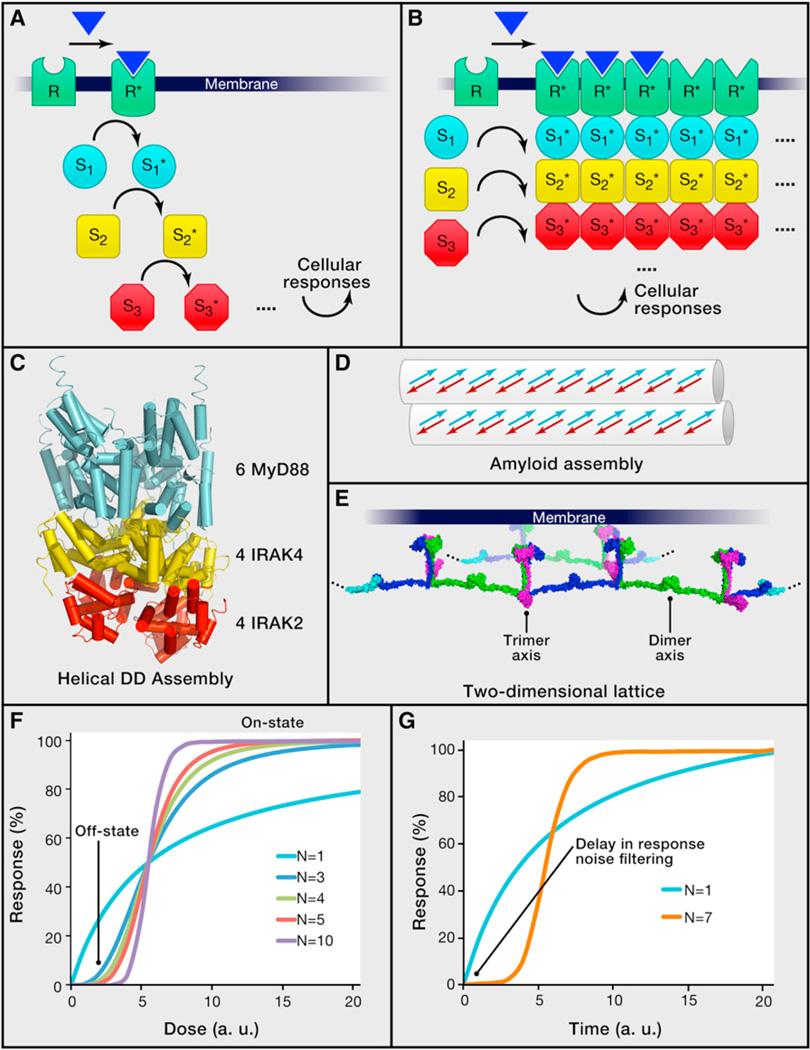 A
R
R*
Membrane
S1
S1*
S2
S2*
S3
S3*
....
Cellular
responses
B
R
R*
R*
R*
R*
R*
S1
S1*
S1*
S1*
S1*
S1*
....
S2
S2*
S2*
S2*
S2*
S2*
....
S3
S3*
S3*
S3*
S3*
S3*
....
....
Cellular
responses
C
6 MyD88
4 IRAK4
4 IRAK2
Helical DD Assembly
D
Amyloid assembly
E
Membrane
Trimer
axis
Dimer
axis
Two-dimensional lattice
F
On-state
Off-state
Response (%)
100
80
60
40
20
0
N=1
N=3
N=4
N=5
N=10
0 5 10 15 20
Dose (a. u.)
G
Response (%)
100
80
60
40
20
0
Delay in response
noise filtering
N=1
N=7
0 5 10 15 20
Time (a. u.)